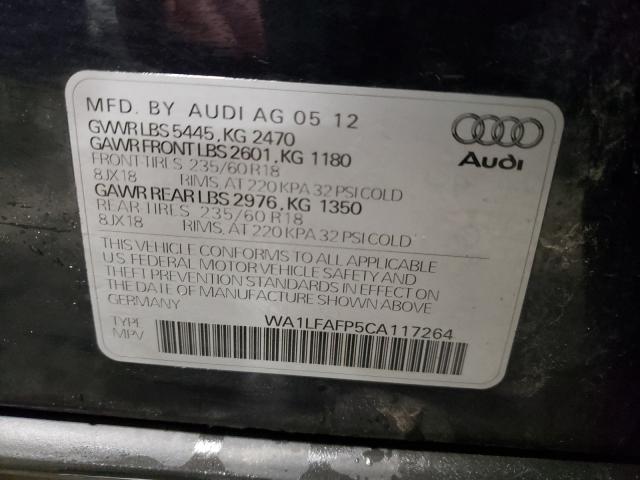 MFD. BY AUDI AG 05 12
GVWR LBS 5445, KG 2470
GAWR FRONT LBS 2601, KG 1180
FRONT TIRES 235/60 R18
8JX18 RIMS, AT 220 KPA 32 PSI COLD
GAWR REAR LBS 2976, KG 1350
REAR TIRES 235/60 R18
8JX18 RIMS, AT 220 KPA 32 PSI COLD
Audi
THIS VEHICLE CONFORMS TO ALL APPLICABLE
U.S FEDERAL MOTOR VEHICLE SAFETY AND
THEFT PREVENTION STANDARDS IN EFFECT ON
THE DATE OF MANUFACTURE SHOWN ABOVE
GERMANY
WA1LFAFP5CA117264
TYPE
MPV